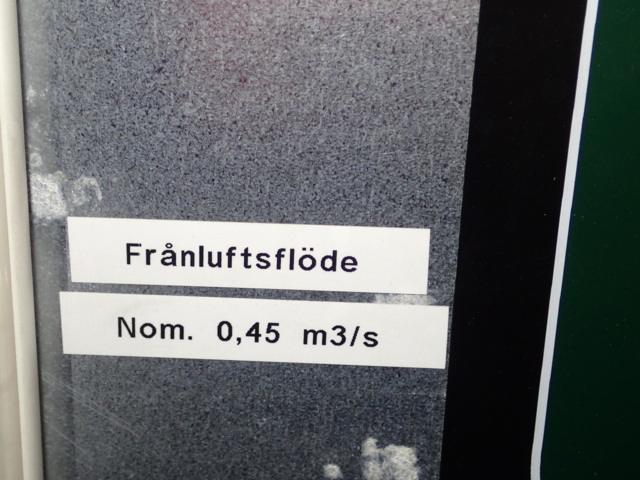 Frånluftsflöde
Nom. 0,45 m3/s